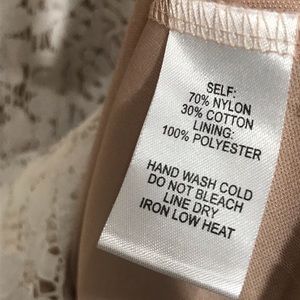 SELF:
70% NYLON
30% COTTON
LINING:
100% POLYESTER
HAND WASH COLD
DO NOT BLEACH
LINE DRY
IRON LOW HEAT